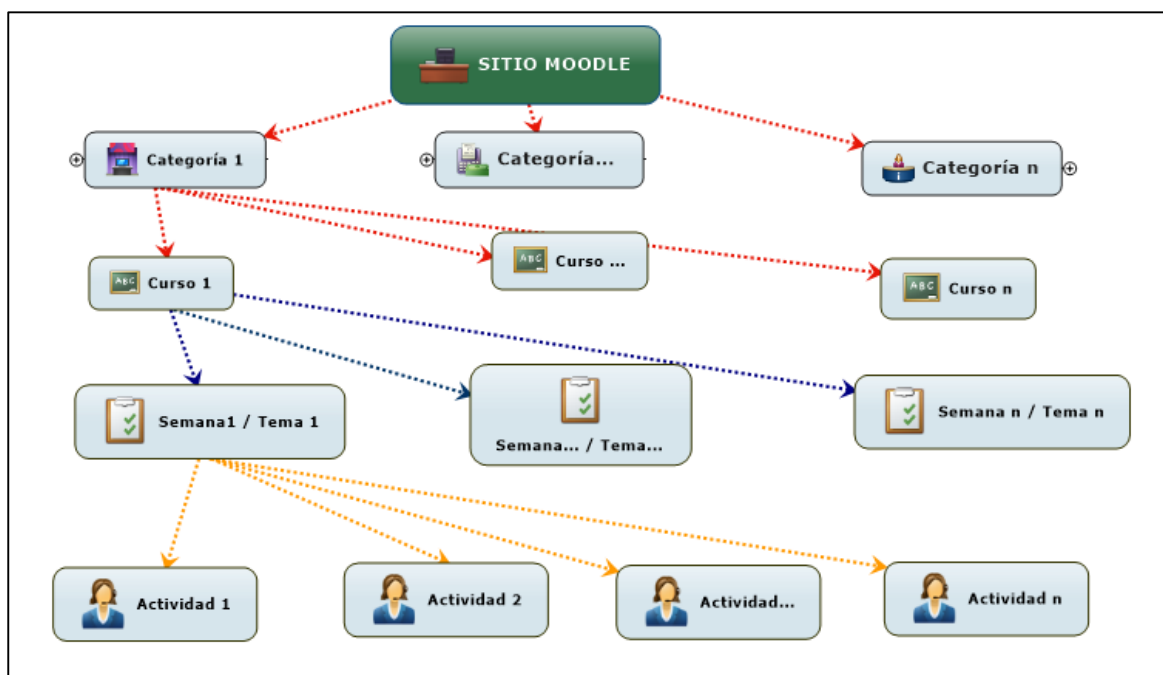 SITIO MOODLE
Categoría 1
Categoría...
Categoría n
Curso 1
Curso ...
Curso n
Semana1 / Tema 1
Semana... / Tema...
Semana n / Tema n
Actividad 1
Actividad 2
Actividad...
Actividad n